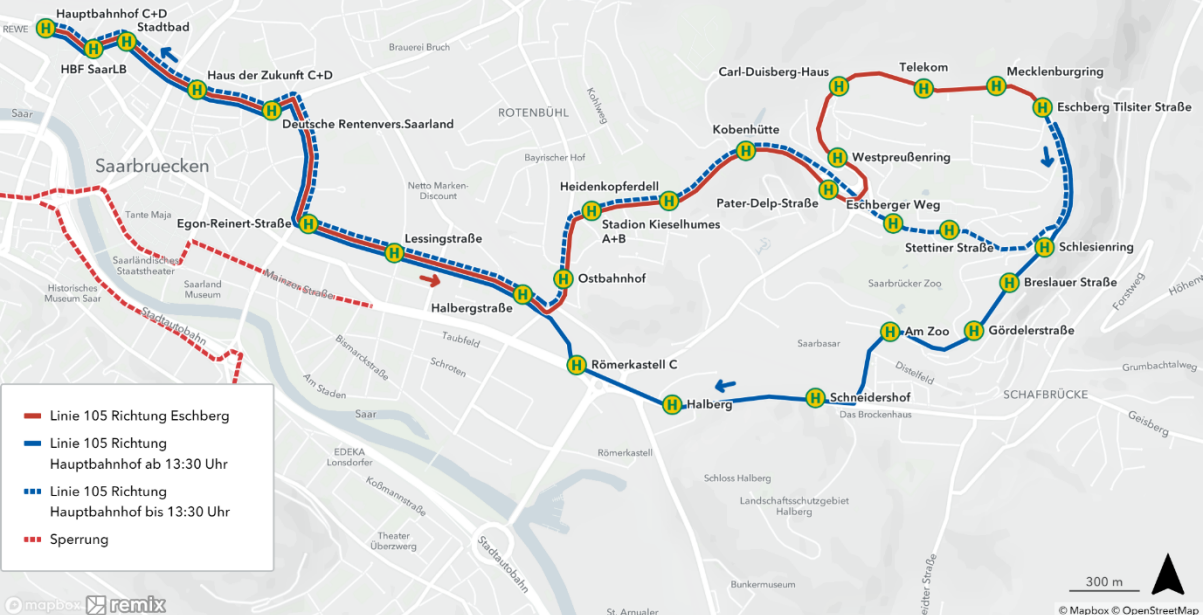 Hauptbahnhof C+D
Stadtbad
REWE
HBF SaarLB
Brauerei Bruch
Haus der Zukunft C+D
Deutsche Rentenvers.Saarland
Saar
Saarbruecken
ROTENBÜHL
Kohlweg
Bayrischer Hof
Netto Marken-
Discount
Carl-Duisberg-Haus
Telekom
Mecklenburgring
Eschberg Tilsiter Straße
Kobenhütte
Westpreußenring
Heidenkopferdell
Pater-Delp-Straße
Eschberger Weg
Stadion Kieselhumes
A+B
Stettiner Straße
Schlesienring
Tante Maja
Egon-Reinert-Straße
Lessingstraße
Saarländisches
Staatstheater
Saarland
Museum
Mainzer Straße
Historisches
Museum Saar
Stadtautobahn
Halbergstraße
Ostbahnhof
Saarbrücker Zoo
Breslauer Straße
Forstweg
Höhenw
Am Zoo
Gördelerstraße
Saarbasar
Taubfeld
Bismarckstraße
Schroten
Römerkastell C
Distelfeld
Grumbachtalweg
Am Staden
Saar
Halberg
Schneidershof
SCHAFBRÜCKE
Das Brockenhaus
Geisberg
Linie 105 Richtung Eschberg
Linie 105 Richtung
Hauptbahnhof ab 13:30 Uhr
Linie 105 Richtung
Hauptbahnhof bis 13:30 Uhr
Sperrung
EDEKA
Lonsdorfer
Koßmannstraße
Römerkastell
Schloss Halberg
Landschaftsschutzgebiet
Halberg
Theater
Überzwerg
Stadtautobahn
Bunkermuseum
St. Arnualer
eidter Straße
300 m
mapbox remix
© Mapbox © OpenStreetMap